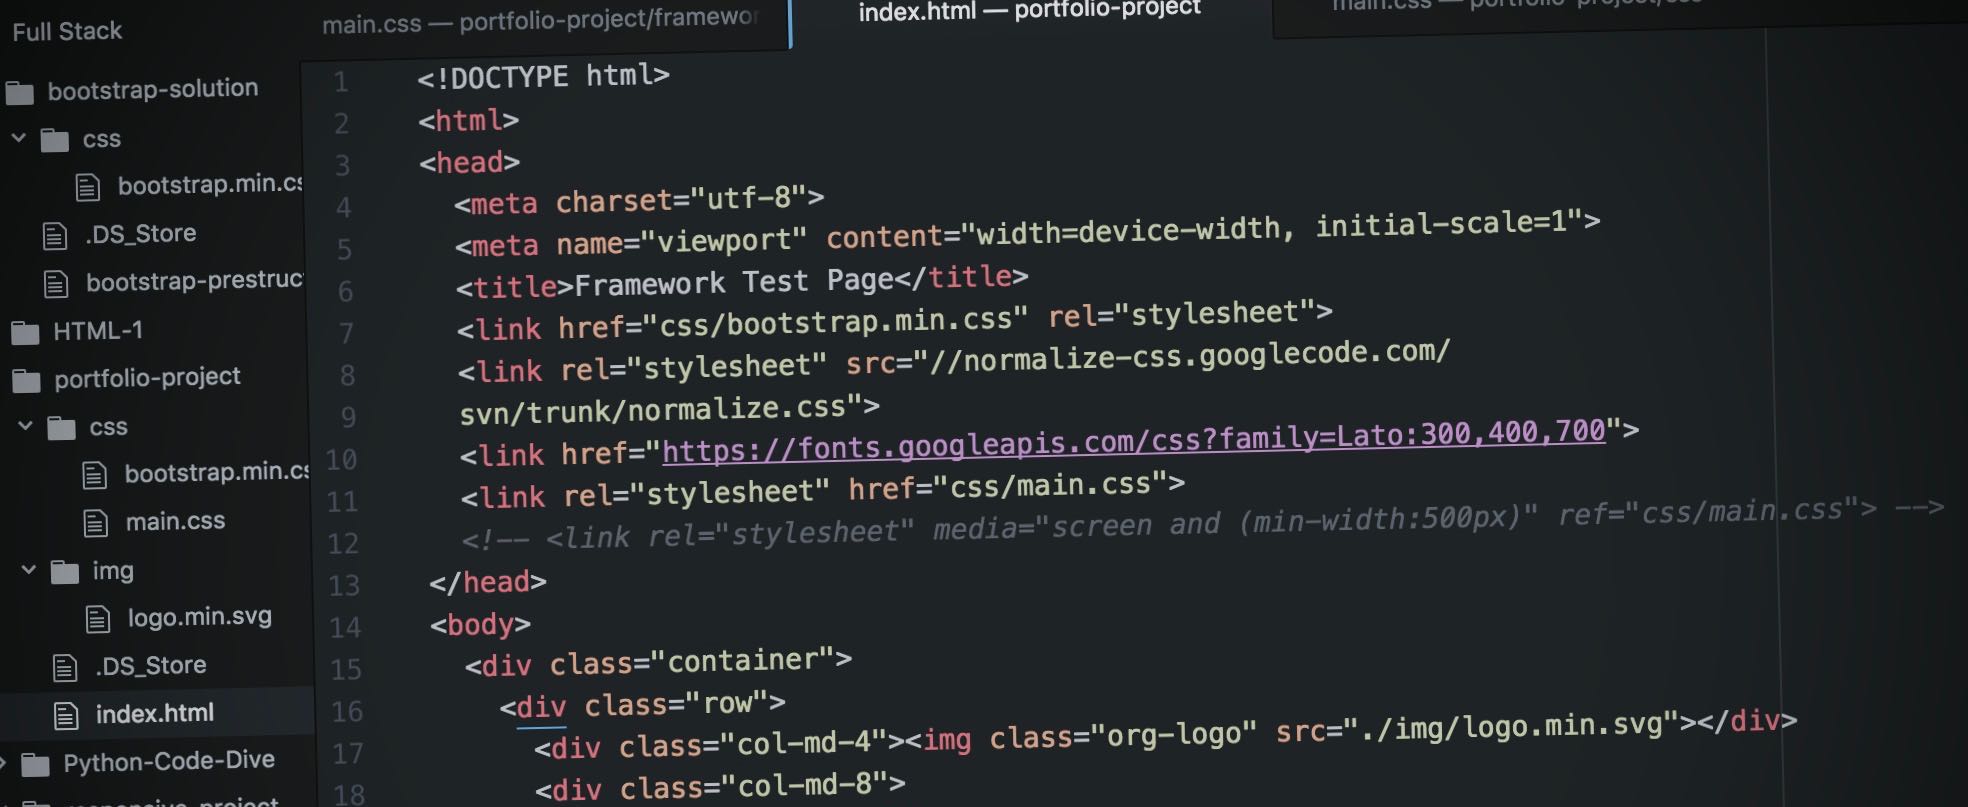 Full Stack
bootstrap-solution
css
bootstrap.min.cs
.DS_Store
bootstrap-prestruc
HTML-1
portfolio-project
css
bootstrap.min.cs
main.css
img
logo.min.svg
.DS_Store
index.html
Python-Code-Dive
main.css — portfolio-project/framewor
index.html — portfolio-project
main.css — portfolio-project/css
1 <!DOCTYPE html>
2 <html>
3 <head>
4 <meta charset="utf-8">
5 <meta name="viewport" content="width=device-width, initial-scale=1">
6 <title>Framework Test Page</title>
7 <link href="css/bootstrap.min.css" rel="stylesheet">
8 <link rel="stylesheet" src="//normalize-css.googlecode.com/
9 svn/trunk/normalize.css">
10 <link href="https://fonts.googleapis.com/css?family=Lato:300,400,700">
11 <link rel="stylesheet" href="css/main.css">
12 <!-- <link rel="stylesheet" media="screen and (min-width:500px)" ref="css/main.css"> -->
13 </head>
14 <body>
15 <div class="container">
16 <div class="row">
17 <div class="col-md-4"><img class="org-logo" src="./img/logo.min.svg"></div>
18 <div class="col-md-8">